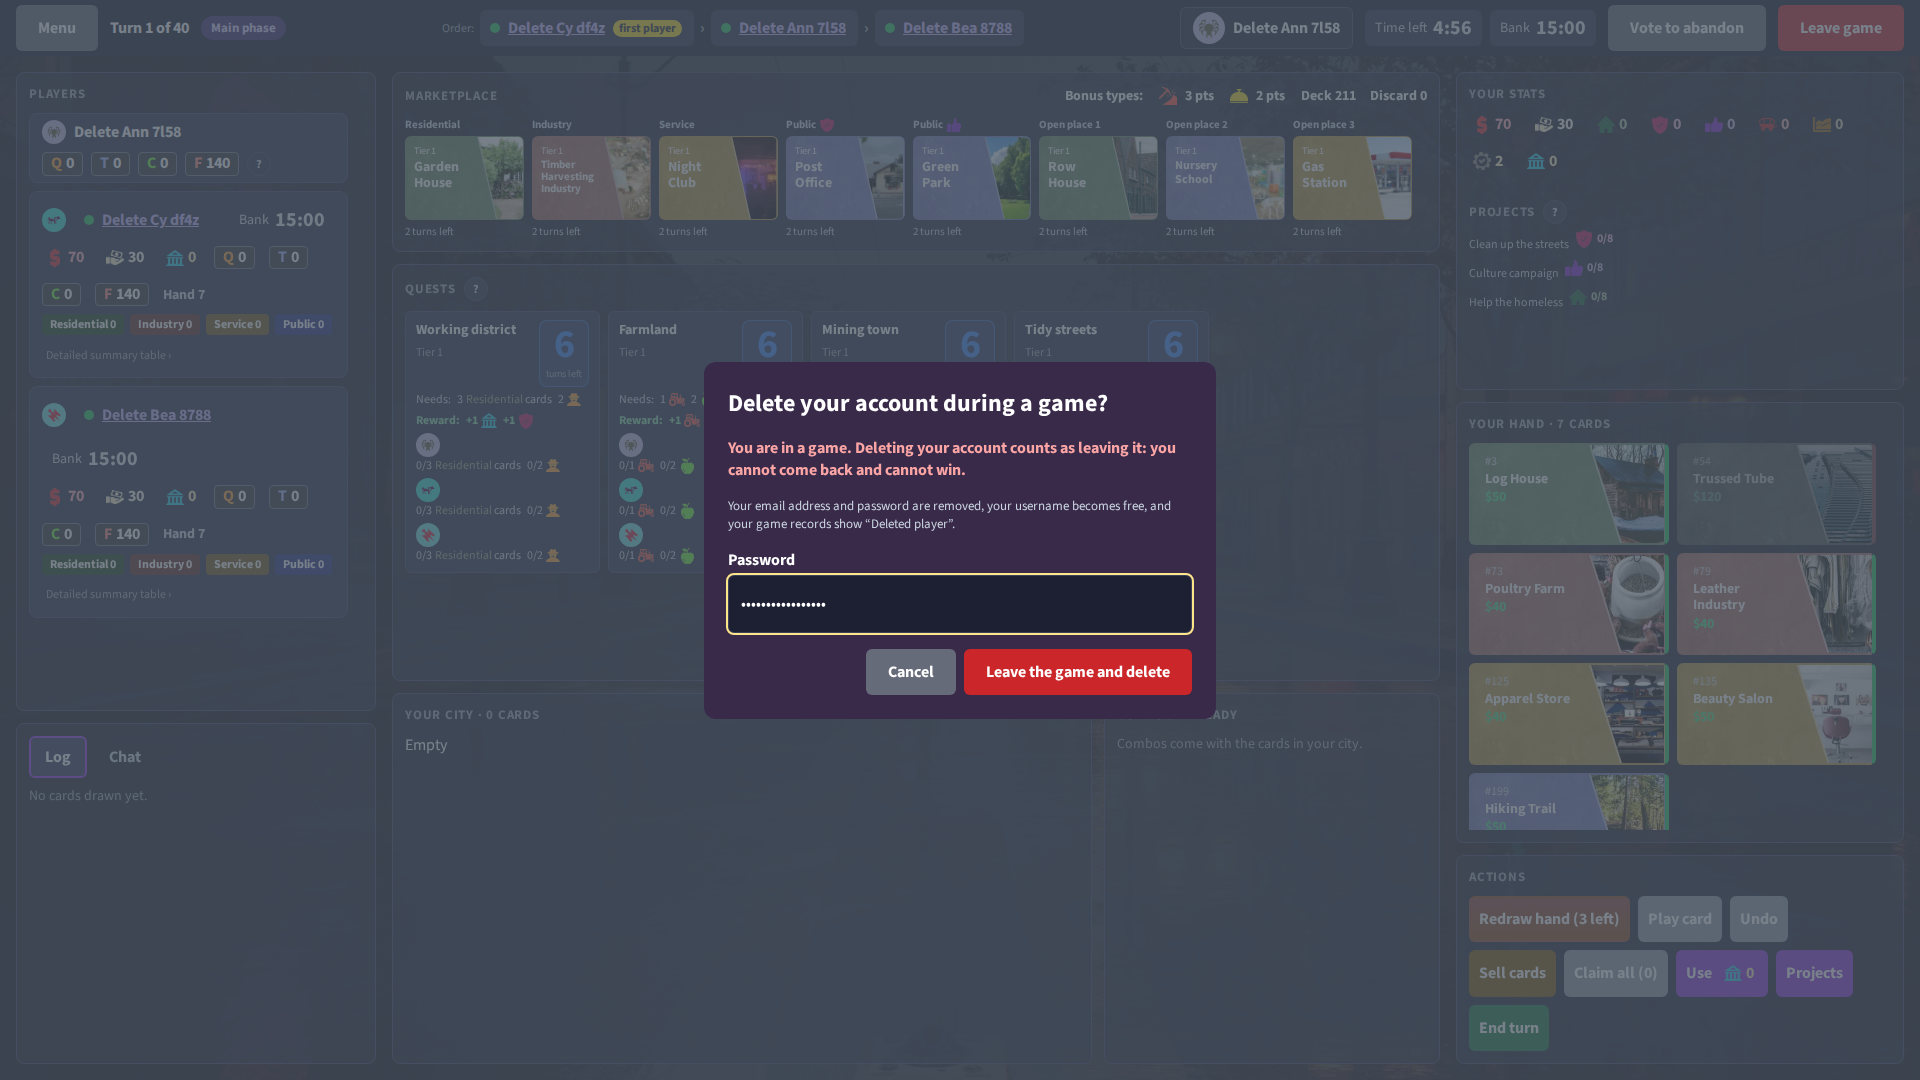 Menu
Turn 1 of 40
Main phase
Order:
Delete Cy df4z
first player
›
Delete Ann 7l58
›
Delete Bea 8788
Delete Ann 7l58
Time left 4:56
Bank 15:00
Vote to abandon
Leave game
PLAYERS
Delete Ann 7l58
Q 0
T 0
C 0
F 140
?
Delete Cy df4z
Bank 15:00
70
30
0
Q 0
T 0
C 0
F 140
Hand 7
Residential 0
Industry 0
Service 0
Public 0
Detailed summary table ›
Delete Bea 8788
Bank 15:00
70
30
0
Q 0
T 0
C 0
F 140
Hand 7
Residential 0
Industry 0
Service 0
Public 0
Detailed summary table ›
Log
Chat
No cards drawn yet.
MARKETPLACE
Bonus types:
3 pts
2 pts
Deck 211
Discard 0
Residential
Tier 1
Garden
House
2 turns left
Industry
Tier 1
Timber
Harvesting
Industry
2 turns left
Service
Tier 1
Night
Club
2 turns left
Public
Tier 1
Post
Office
2 turns left
Public
Tier 1
Green
Park
2 turns left
Open place 1
Tier 1
Row
House
2 turns left
Open place 2
Tier 1
Nursery
School
2 turns left
Open place 3
Tier 1
Gas
Station
2 turns left
QUESTS
?
Working district
Tier 1
6
turns left
Needs: 3 Residential cards 2
Reward: +1 +1
0/3 Residential cards 0/2
0/3 Residential cards 0/2
0/3 Residential cards 0/2
Farmland
Tier 1
6
Needs: 1 2
Reward: +1
0/1 0/2
0/1 0/2
0/1 0/2
Mining town
Tier 1
6
Tidy streets
Tier 1
6
Delete your account during a game?
You are in a game. Deleting your account counts as leaving it: you
cannot come back and cannot win.
Your email address and password are removed, your username becomes free, and
your game records show “Deleted player”.
Password
•••••••••••••••••
Cancel
Leave the game and delete
YOUR CITY · 0 CARDS
Empty
ADY
Combos come with the cards in your city.
YOUR STATS
$ 70
30
0
0
0
0
0
2
0
PROJECTS
?
Clean up the streets 0/8
Culture campaign 0/8
Help the homeless 0/8
YOUR HAND · 7 CARDS
#3
Log House
$50
#54
Trussed Tube
$120
#73
Poultry Farm
$40
#79
Leather
Industry
$40
Apparel Store
Beauty Salon
#199
Hiking Trail
$50
ACTIONS
Redraw hand (3 left)
Play card
Undo
Sell cards
Claim all (0)
Use 0
Projects
End turn